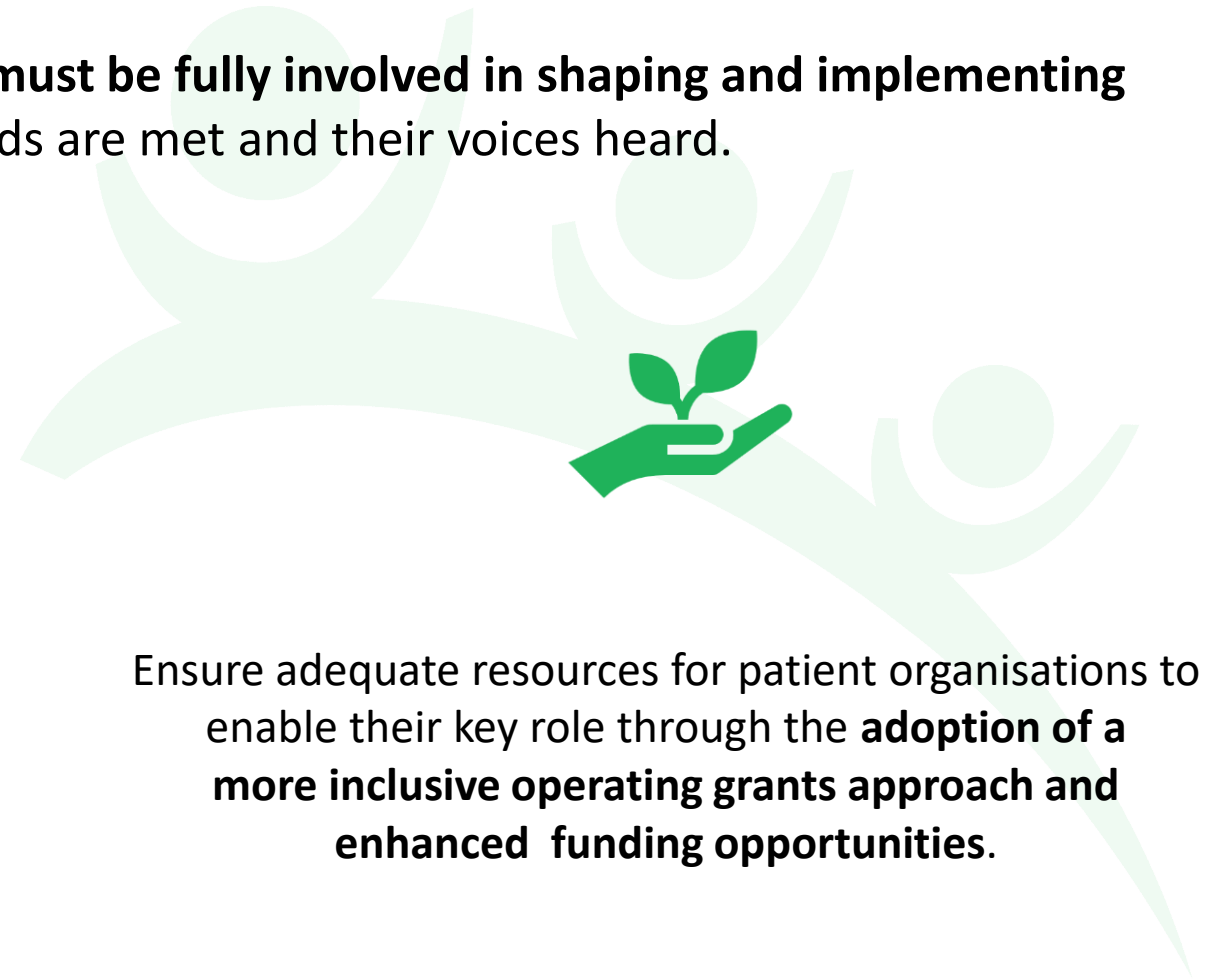 must be fully involved in shaping and implementing
ds are met and their voices heard.
Ensure adequate resources for patient organisations to
enable their key role through the adoption of a
more inclusive operating grants approach and
enhanced  funding opportunities.